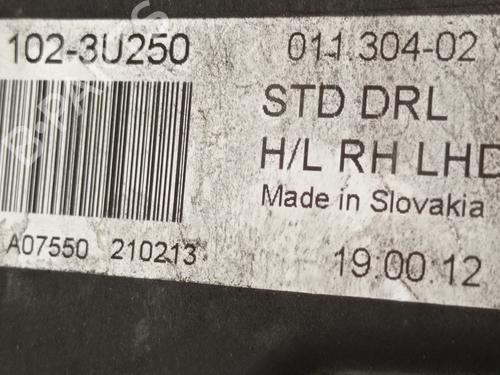 102-3U250
011.304-02
STD DRL
H/L RH LHD
Made in Slovakia
A07550 210213
19:00:12